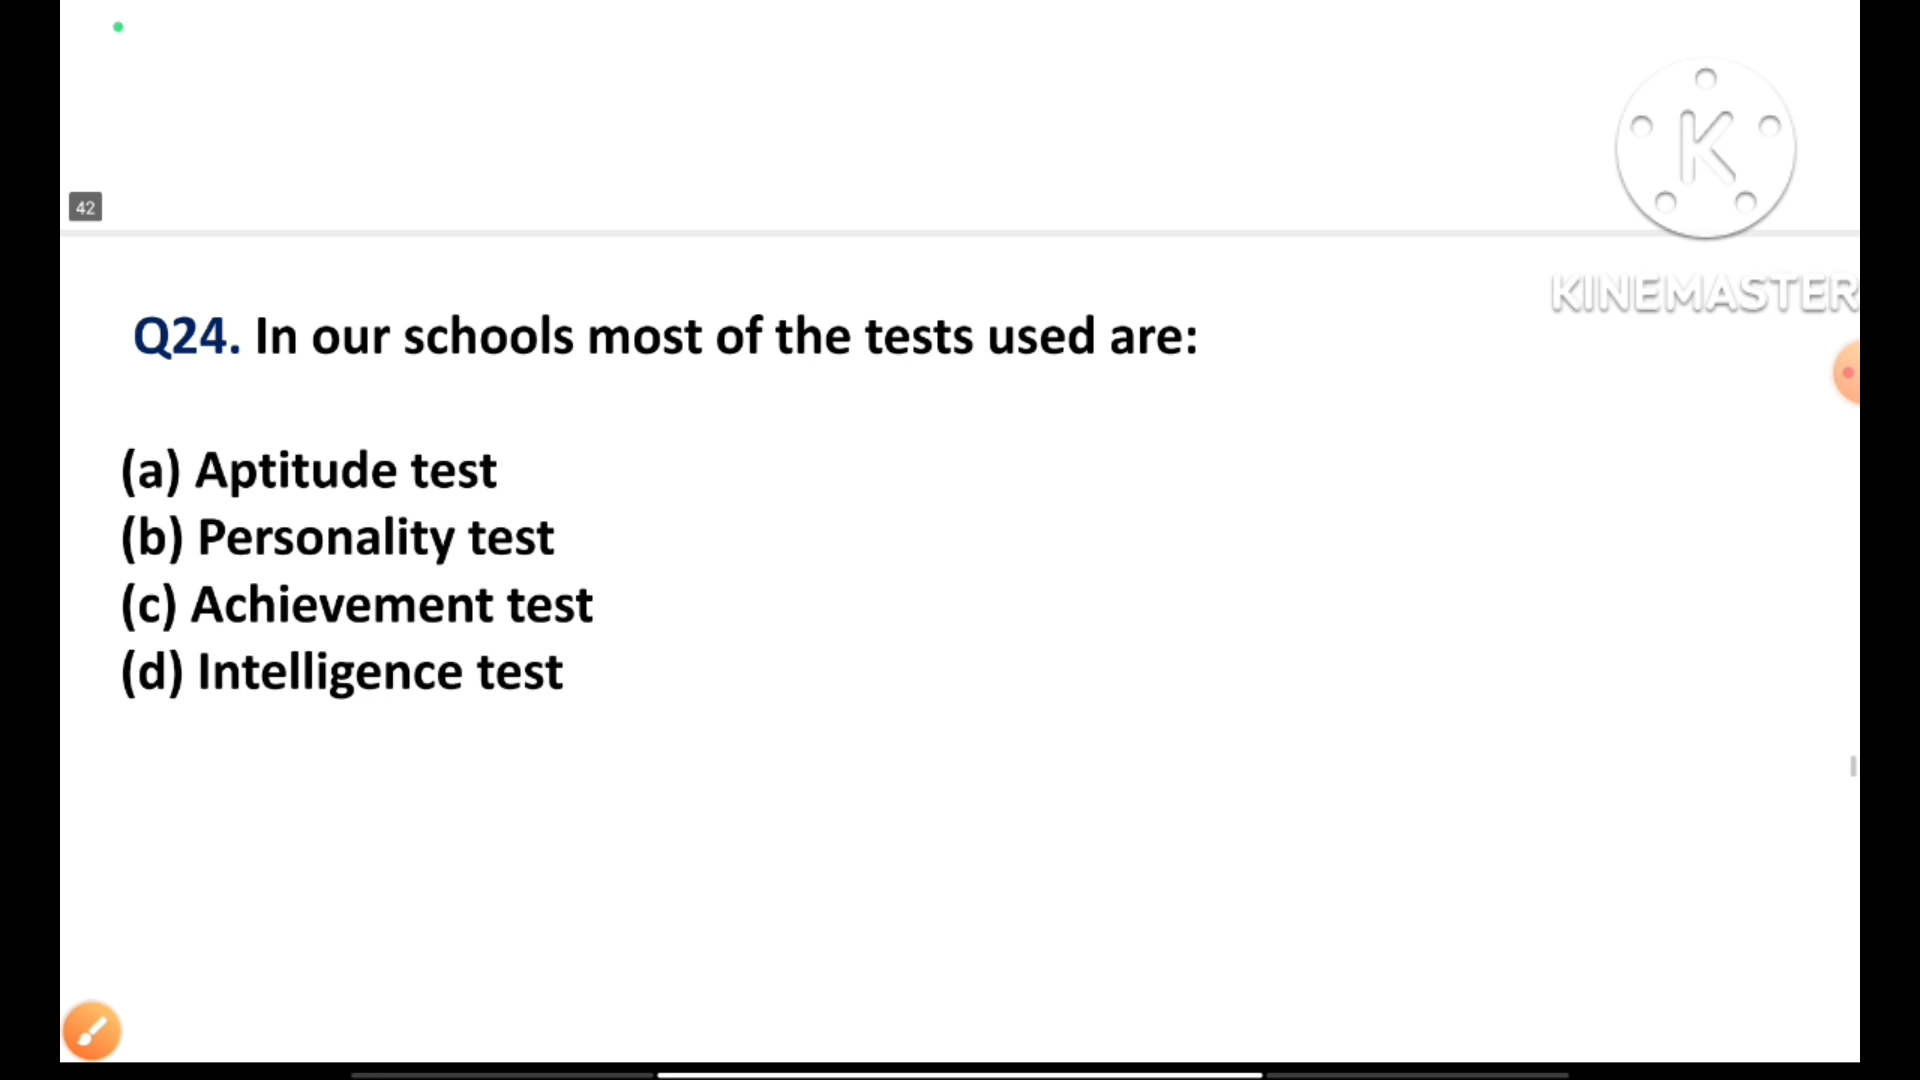 K
42
KINEMASTER
Q24. In our schools most of the tests used are:
(a) Aptitude test
(b) Personality test
(c) Achievement test
(d) Intelligence test